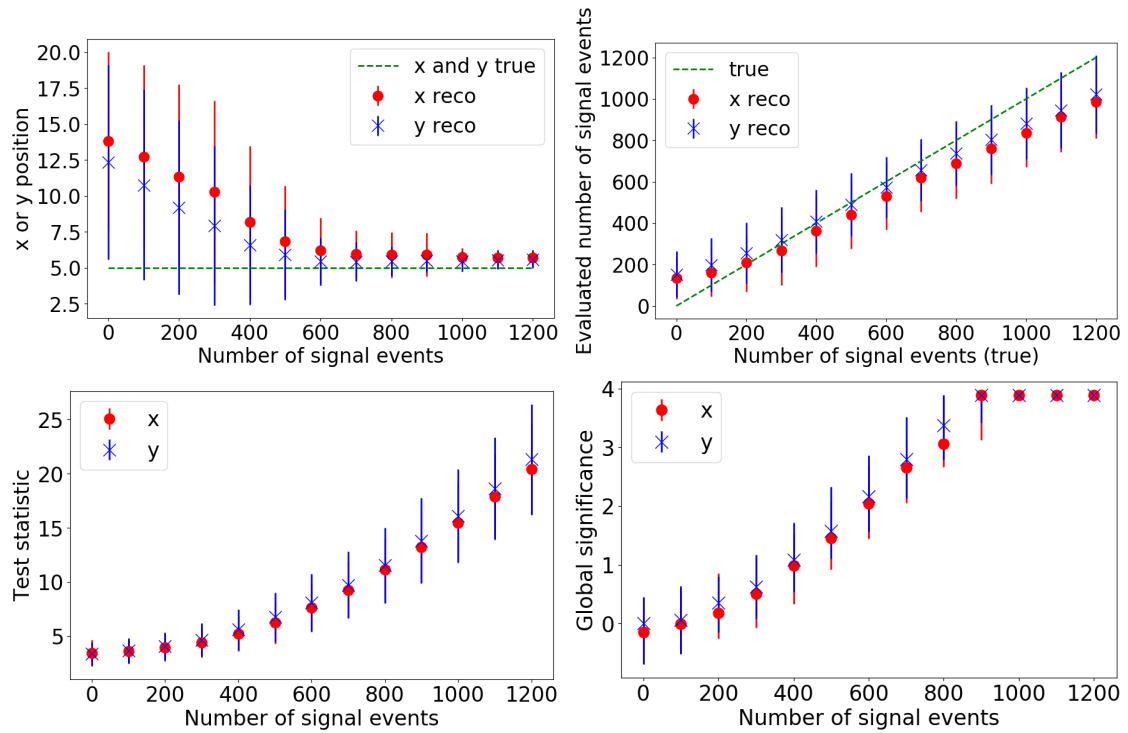 x or y position
20.0
17.5
15.0
12.5
10.0
7.5
5.0
2.5
x and y true
x reco
y reco
0 200 400 600 800 1000 1200
Number of signal events
Evaluated number of signal events
1200
1000
800
600
400
200
0
true
x reco
y reco
0 200 400 600 800 1000 1200
Number of signal events (true)
Test statistic
25
20
15
10
5
x
y
0 200 400 600 800 1000 1200
Number of signal events
Global significance
4
3
2
1
0
x
y
0 200 400 600 800 1000 1200
Number of signal events